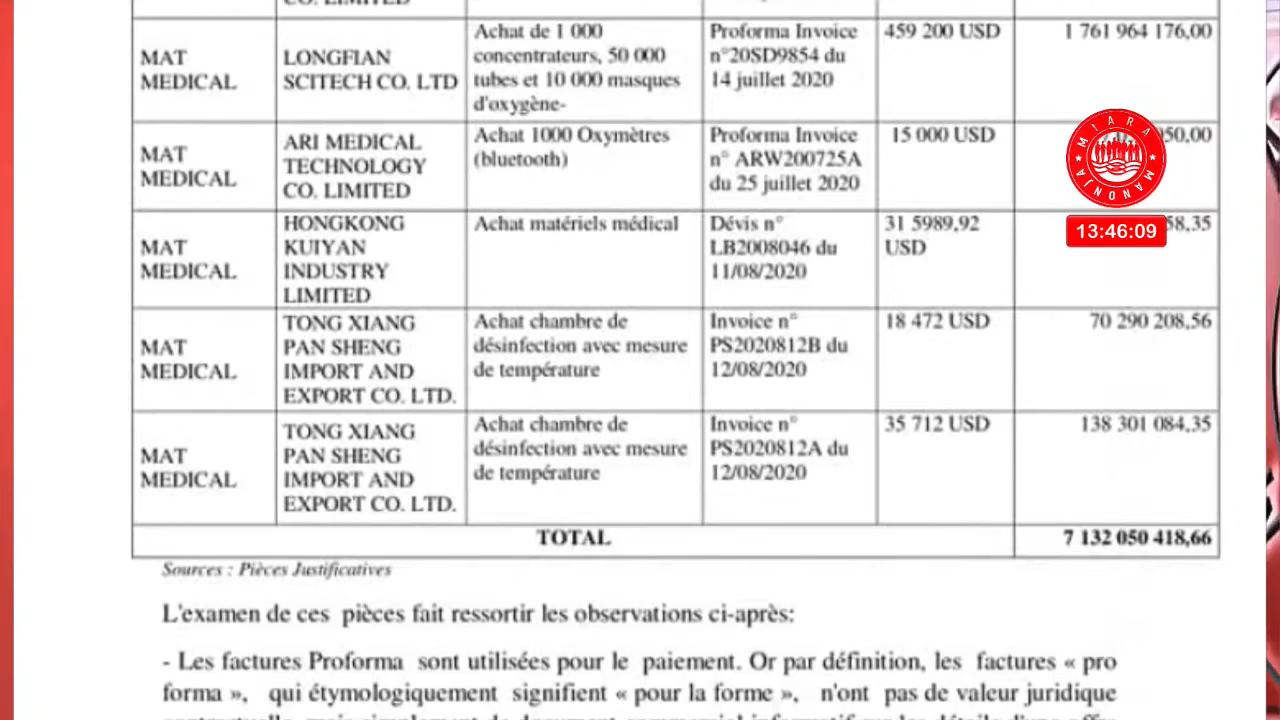 CO. LIMITED
MAT MEDICAL
LONGFIAN SCITECH CO. LTD
Achat de 1 000 concentrateurs, 50 000 tubes et 10 000 masques d'oxygène-
Proforma Invoice n°20SD9854 du 14 juillet 2020
459 200 USD
1 761 964 176,00
MAT MEDICAL
ARI MEDICAL TECHNOLOGY CO. LIMITED
Achat 1000 Oxymètres (bluetooth)
Proforma Invoice n° ARW200725A du 25 juillet 2020
15 000 USD
50,00
MAT MEDICAL
HONGKONG KUIYAN INDUSTRY LIMITED
Achat matériels médical
Dévis n° LB2008046 du 11/08/2020
31 5989,92 USD
58,35
MAT MEDICAL
TONG XIANG PAN SHENG IMPORT AND EXPORT CO. LTD.
Achat chambre de désinfection avec mesure de température
Invoice n° PS2020812B du 12/08/2020
18 472 USD
70 290 208,56
MAT MEDICAL
TONG XIANG PAN SHENG IMPORT AND EXPORT CO. LTD.
Achat chambre de désinfection avec mesure de température
Invoice n° PS2020812A du 12/08/2020
35 712 USD
138 301 084,35
TOTAL
7 132 050 418,66
Sources : Pièces Justificatives
L'examen de ces pièces fait ressortir les observations ci-après:
- Les factures Proforma sont utilisées pour le paiement. Or par définition, les factures « pro
forma », qui étymologiquement signifient « pour la forme », n'ont pas de valeur juridique
MIARA MANONJA
13:46:09